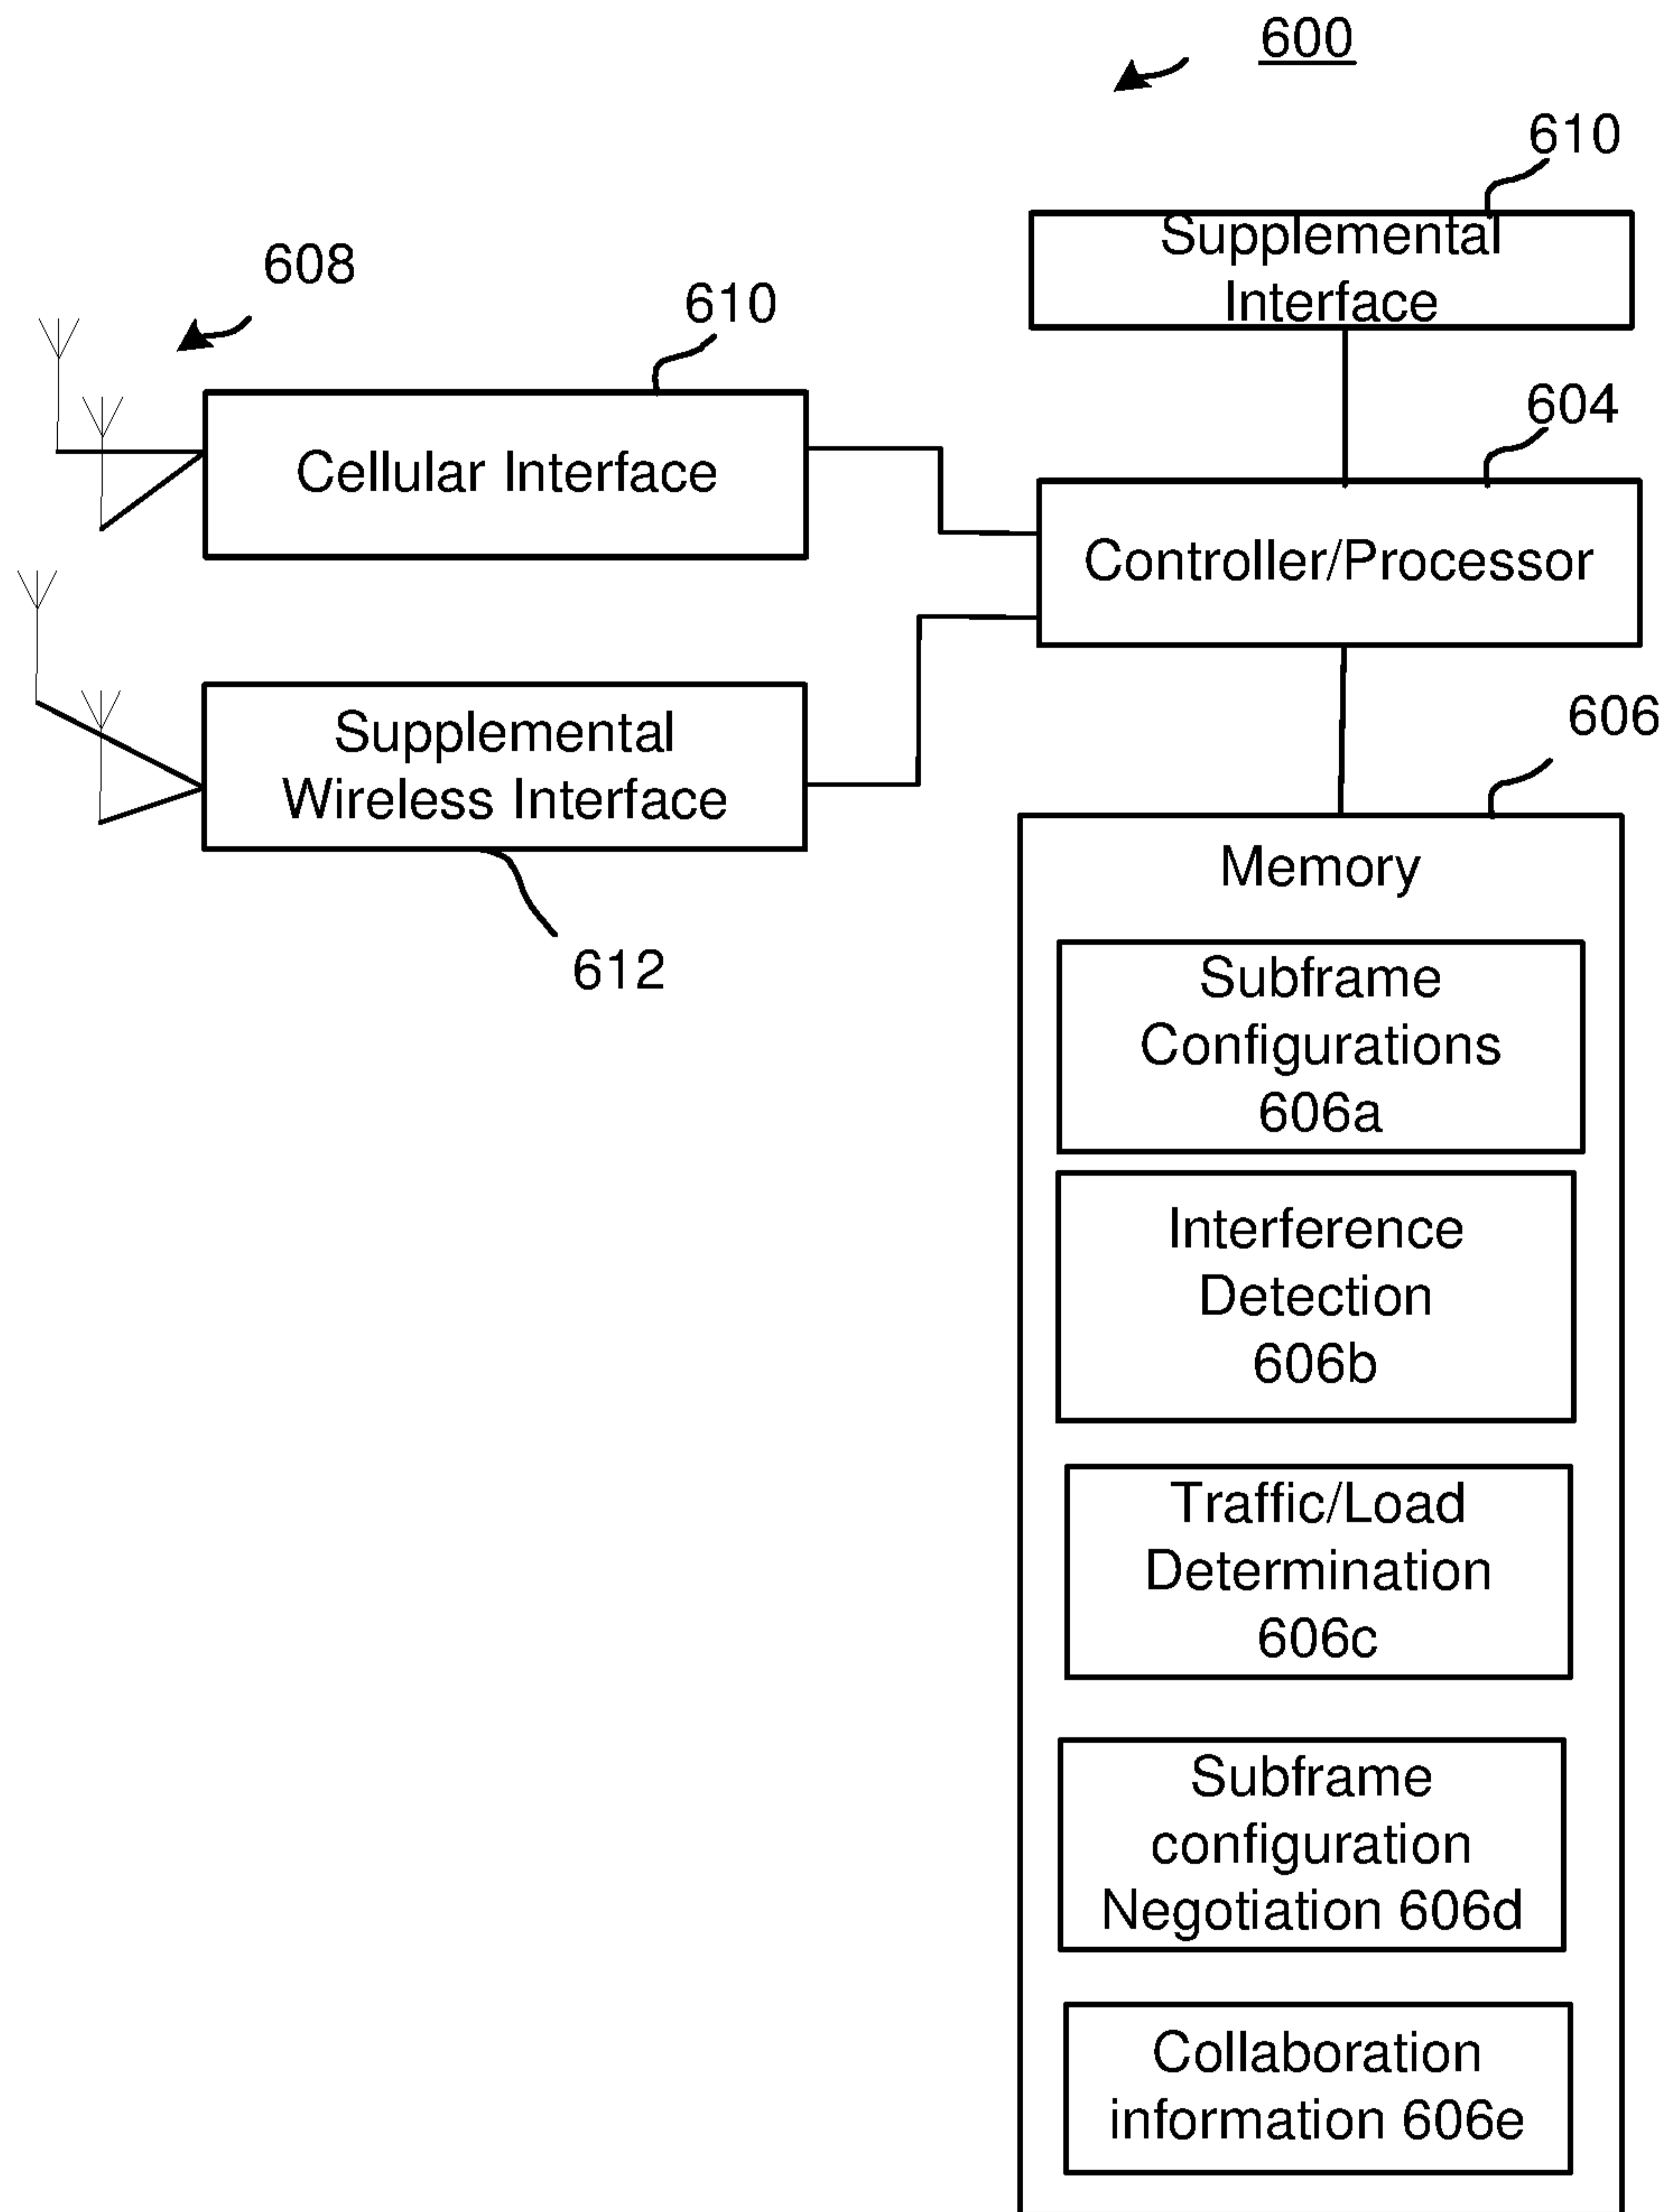 600
610
Supplemental
Interface
608
610
Cellular Interface
604
Controller/Processor
Supplemental
Wireless Interface
612
606
Memory
Subframe
Configurations
606a
Interference
Detection
606b
Traffic/Load
Determination
606c
Subframe
configuration
Negotiation 606d
Collaboration
information 606e